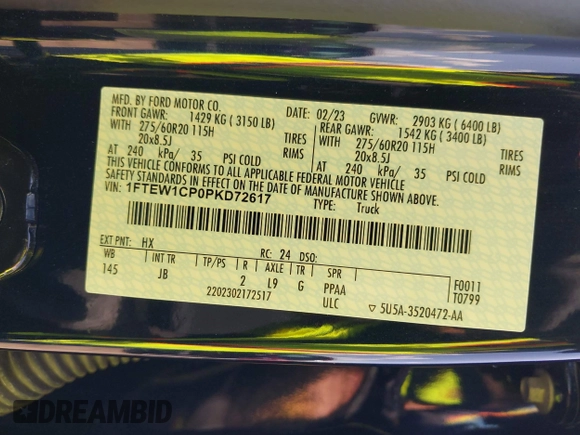 MFD. BY FORD MOTOR CO. DATE: 02/23 GVWR: 2903 KG ( 6400 LB)
FRONT GAWR: 1429 KG ( 3150 LB) REAR GAWR: 1542 KG ( 3400 LB)
WITH 275/60R20 115H TIRES WITH 275/60R20 115H TIRES
20x8.5J RIMS 20x8.5J RIMS
AT 240 kPa/ 35 PSI COLD AT 240 kPa/ 35 PSI COLD
THIS VEHICLE CONFORMS TO ALL APPLICABLE FEDERAL MOTOR VEHICLE
SAFETY STANDARDS IN EFFECT ON THE DATE OF MANUFACTURE SHOWN ABOVE.
VIN: 1FTEW1CP0PKD72617 TYPE: Truck
EXT PNT: HX RC: 24 DSO: F0011
WB INT TR TP/PS R AXLE TR SPR T0799
145 JB 2 L9 G PPAA
2202302172517 ULC ▽ 5U5A-3520472-AA
DREAMBID